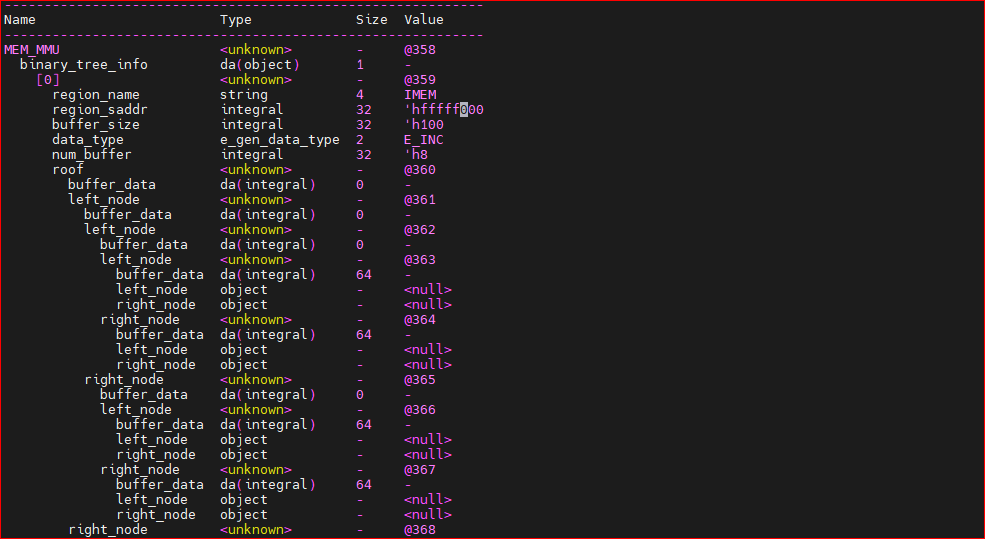 ------------------------------------------------------------
Name                       Type             Size  Value
------------------------------------------------------------
MEM_MMU                    <unknown>        -     @358
  binary_tree_info         da(object)       1     -
    [0]                    <unknown>        -     @359
      region_name          string           4     IMEM
      region_saddr         integral         32    'hfffff000
      buffer_size          integral         32    'h100
      data_type            e_gen_data_type  2     E_INC
      num_buffer           integral         32    'h8
      roof                 <unknown>        -     @360
        buffer_data        da(integral)     0     -
        left_node          <unknown>        -     @361
          buffer_data      da(integral)     0     -
          left_node        <unknown>        -     @362
            buffer_data    da(integral)     0     -
            left_node      <unknown>        -     @363
              buffer_data  da(integral)     64    -
              left_node    object           -     <null>
              right_node   object           -     <null>
            right_node     <unknown>        -     @364
              buffer_data  da(integral)     64    -
              left_node    object           -     <null>
              right_node   object           -     <null>
          right_node       <unknown>        -     @365
            buffer_data    da(integral)     0     -
            left_node      <unknown>        -     @366
              buffer_data  da(integral)     64    -
              left_node    object           -     <null>
              right_node   object           -     <null>
            right_node     <unknown>        -     @367
              buffer_data  da(integral)     64    -
              left_node    object           -     <null>
              right_node   object           -     <null>
        right_node         <unknown>        -     @368